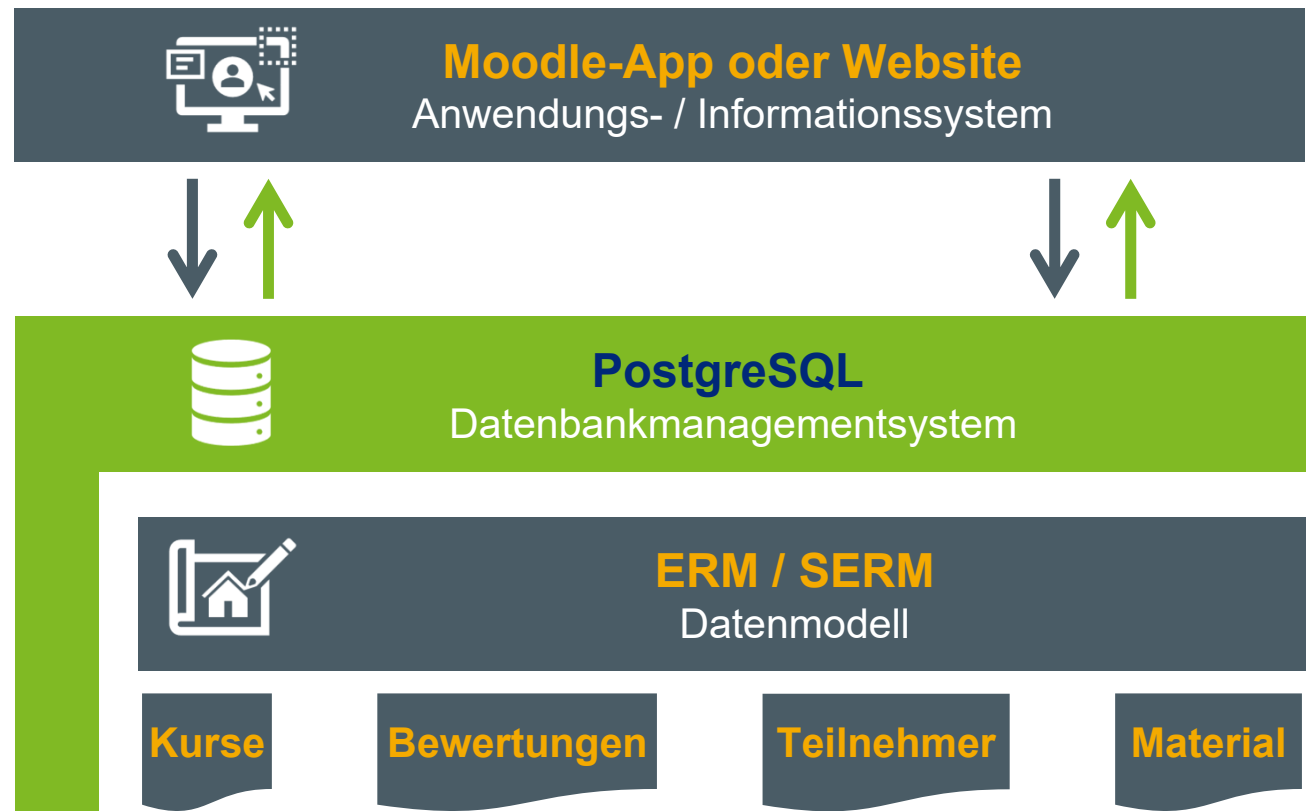 Moodle-App oder Website
Anwendungs- / Informationssystem
PostgreSQL
Datenbankmanagementsystem
ERM / SERM
Datenmodell
Kurse
Bewertungen
Teilnehmer
Material